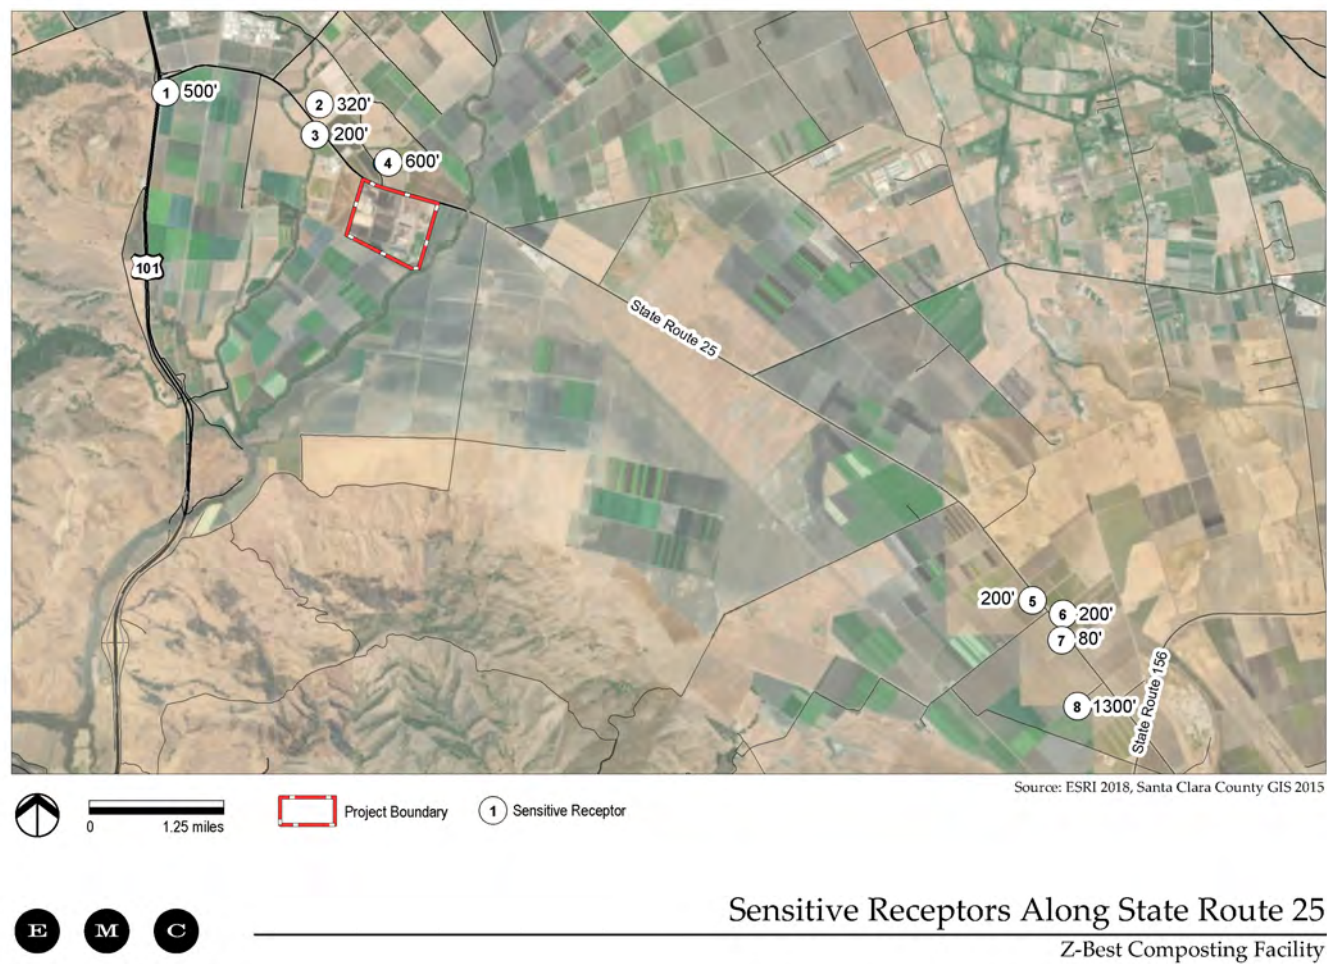 1 500'
2 320'
3 200'
4 600'
101
State Route 25
200' 5
6 200'
7 80'
8 1300'
State Route 156
Source: ESRI 2018, Santa Clara County GIS 2015
0 1.25 miles
Project Boundary
1 Sensitive Receptor
E M C
Sensitive Receptors Along State Route 25
Z-Best Composting Facility